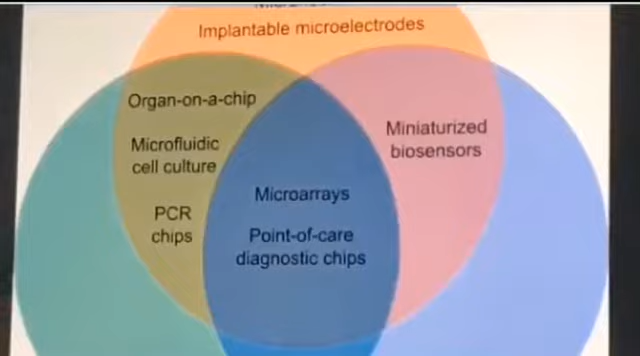 Implantable microelectrodes
Organ-on-a-chip
Microfluidic
cell culture
PCR
chips
Miniaturized
biosensors
Microarrays
Point-of-care
diagnostic chips